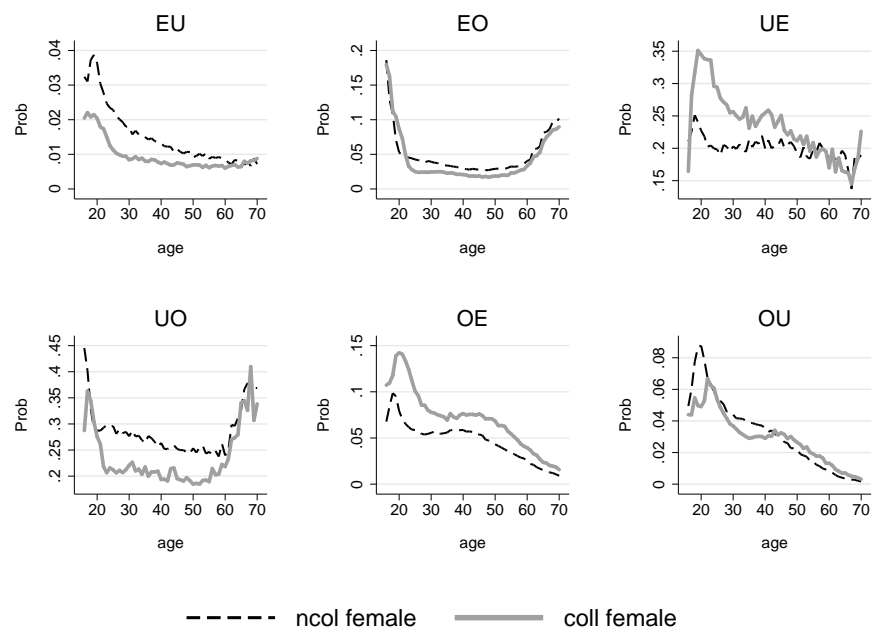 EU
EO
UE
Prob
0 .01 .02 .03 .04
20 30 40 50 60 70
age
Prob
0 .05 .1 .15 .2
20 30 40 50 60 70
age
Prob
.15 .2 .25 .3 .35
20 30 40 50 60 70
age
UO
OE
OU
Prob
.2 .25 .3 .35 .4 .45
20 30 40 50 60 70
age
Prob
0 .05 .1 .15
20 30 40 50 60 70
age
Prob
0 .02 .04 .06 .08
20 30 40 50 60 70
age
ncol female
coll female